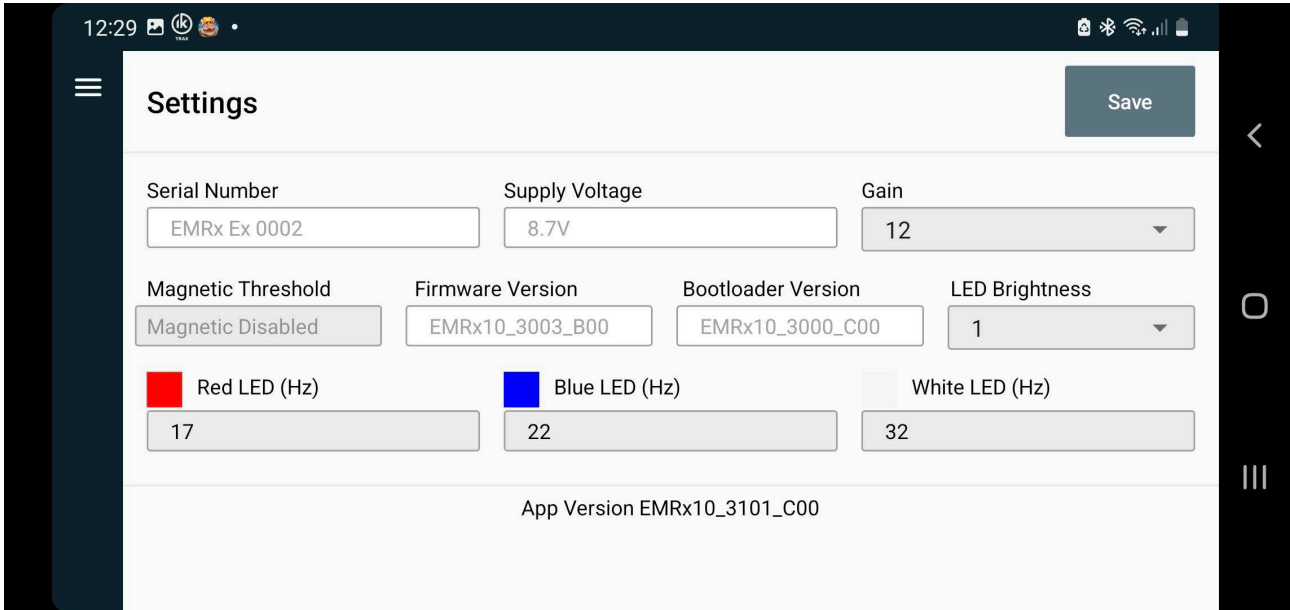 12:29
Settings
Save
Serial Number
Supply Voltage
Gain
EMRx Ex 0002
8.7V
12
Magnetic Threshold
Firmware Version
Bootloader Version
LED Brightness
Magnetic Disabled
EMRx10_3003_B00
EMRx10_3000_C00
1
Red LED (Hz)
Blue LED (Hz)
White LED (Hz)
17
22
32
App Version EMRx10_3101_C00